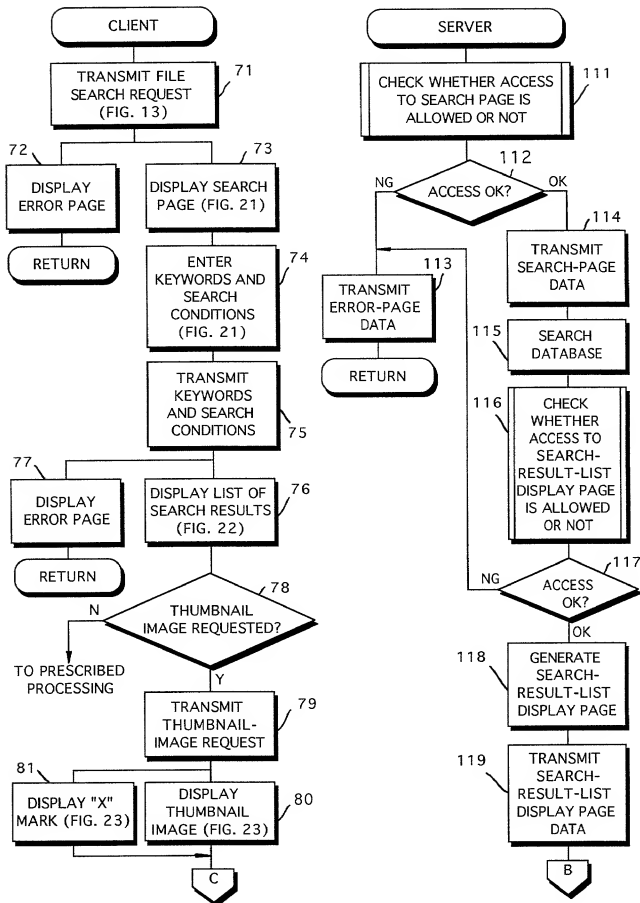 CLIENT
TRANSMIT FILE
SEARCH REQUEST
(FIG. 13)
71
72
DISPLAY
ERROR PAGE
RETURN
73
DISPLAY SEARCH
PAGE (FIG. 21)
ENTER
KEYWORDS AND
SEARCH
CONDITIONS
(FIG. 21)
74
TRANSMIT
KEYWORDS
AND SEARCH
CONDITIONS
75
77
DISPLAY
ERROR PAGE
RETURN
DISPLAY LIST OF
SEARCH RESULTS
(FIG. 22)
76
78
THUMBNAIL
IMAGE REQUESTED?
N
TO PRESCRIBED
PROCESSING
Y
TRANSMIT
THUMBNAIL-
IMAGE REQUEST
79
81
DISPLAY "X"
MARK (FIG. 23)
DISPLAY
THUMBNAIL
IMAGE (FIG. 23)
80
C
SERVER
CHECK WHETHER ACCESS
TO SEARCH PAGE IS
ALLOWED OR NOT
111
112
NG
ACCESS OK?
OK
113
TRANSMIT
ERROR-PAGE
DATA
RETURN
114
TRANSMIT
SEARCH-PAGE
DATA
115
SEARCH
DATABASE
116
CHECK
WHETHER
ACCESS TO
SEARCH-
RESULT-LIST
DISPLAY PAGE
IS ALLOWED
OR NOT
117
NG
ACCESS
OK?
OK
118
GENERATE
SEARCH-
RESULT-LIST
DISPLAY PAGE
119
TRANSMIT
SEARCH-
RESULT-LIST
DISPLAY PAGE
DATA
B